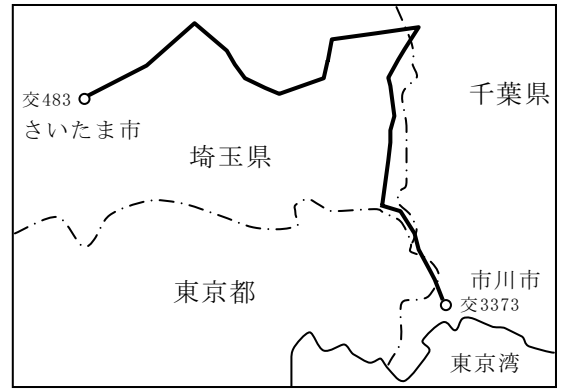 千葉県
交483
さいたま市
埼玉県
東京都
市川市
交3373
東京湾